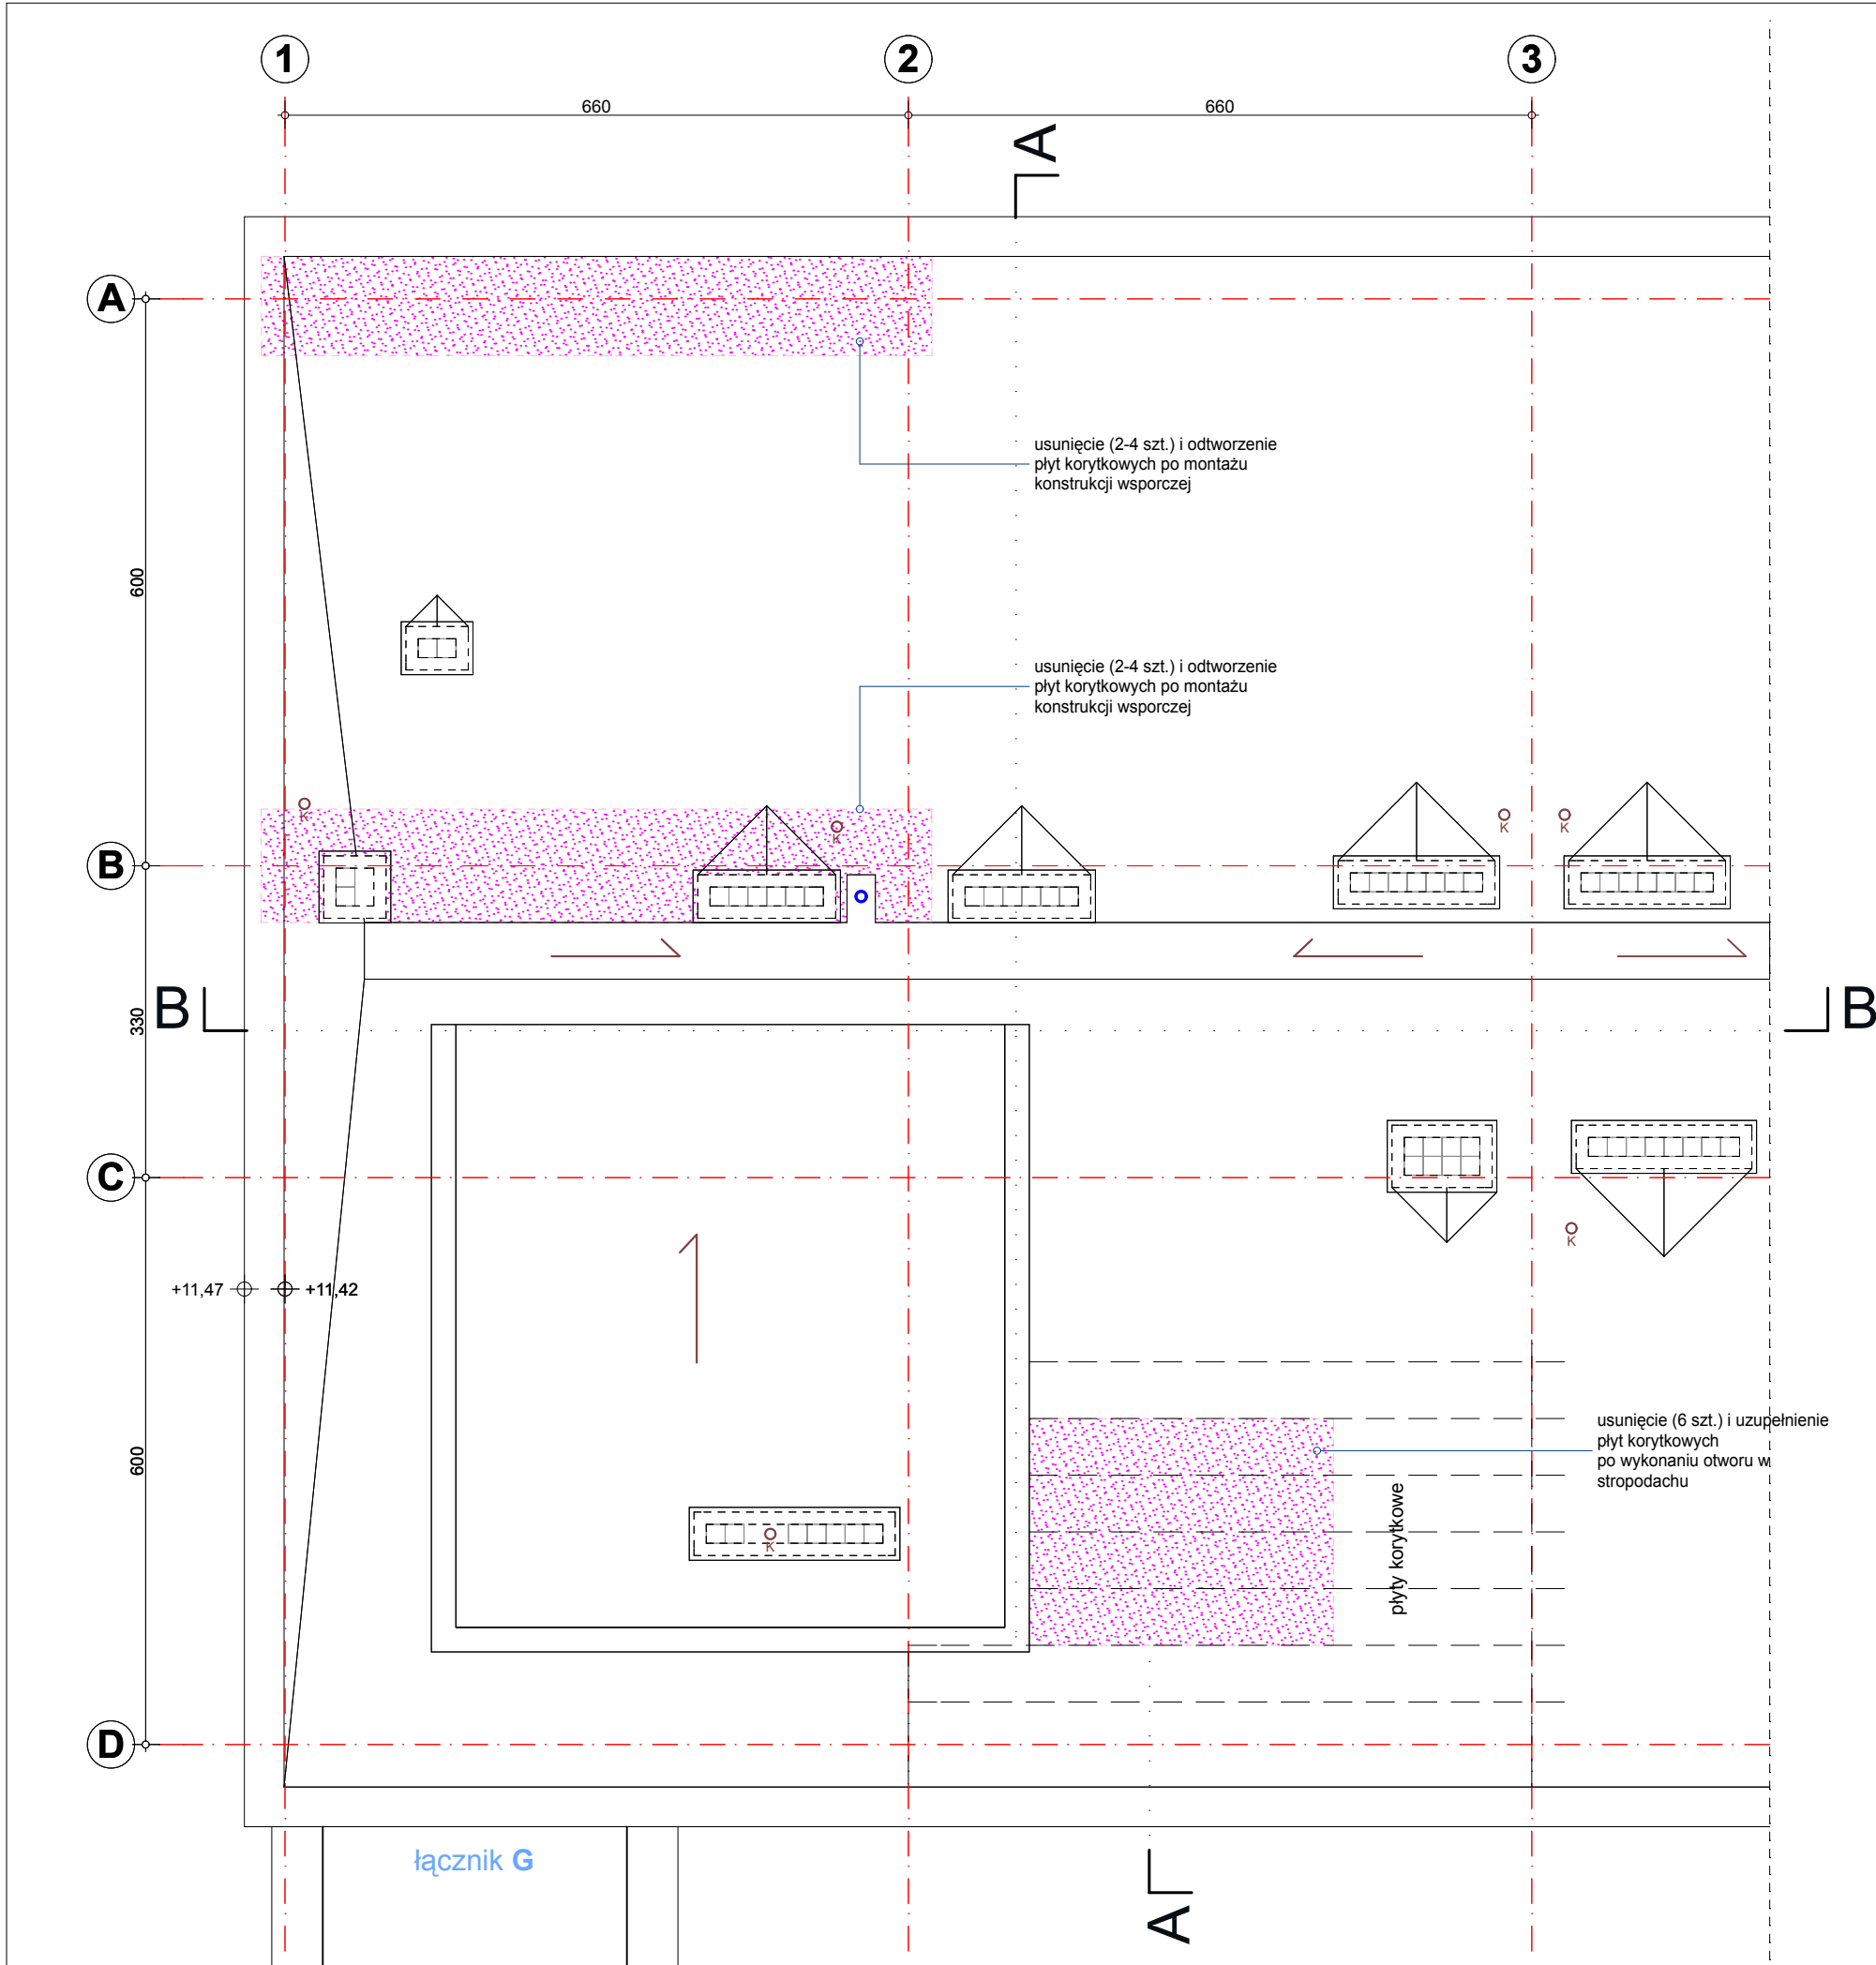 1
2
3
660
660
A
A
usunięcie (2-4 szt.) i odtworzenie
płyt korytkowych po montażu
konstrukcji wsporczej
600
usunięcie (2-4 szt.) i odtworzenie
płyt korytkowych po montażu
konstrukcji wsporczej
K
K
K
K
B
B
330
B
C
K
+11,47
+11,42
usunięcie (6 szt.) i uzupełnienie
płyt korytkowych
po wykonaniu otworu w
stropodachu
600
płyty korytkowe
K
D
łącznik G
A